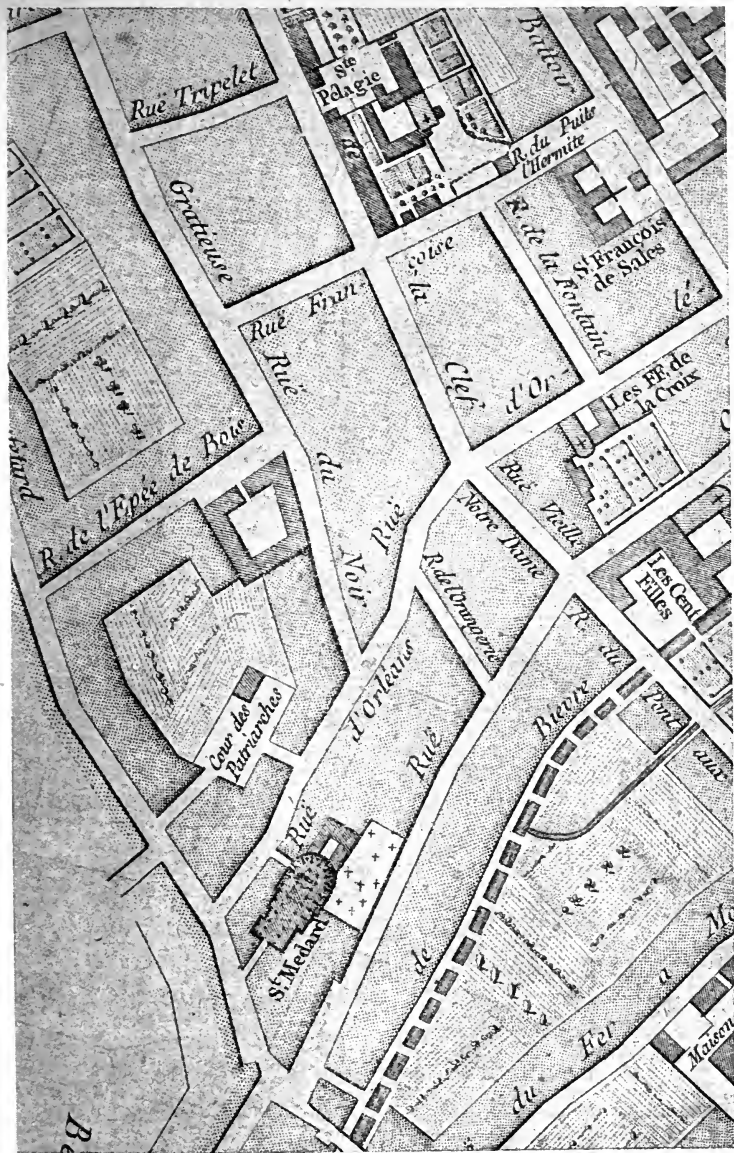 Ruë Tripelet
Ste
Pélagie
Battoir
de
R. du Puits
l'Hermite
Gratieuse
R. de la Fontaine
St François
de Sales
Ruë Fran-
çoise
la
Clef
d'Or
Ruë
du
Noir
Ruë
Les FF. de
la Croix
Ruë Vieille
Notre Dame
R. de l'Epée de Bois
R. de l'Orangerie
Les Cent
Filles
R. du
Pont
aux
Cour des
Patriarches
Ruë
d'Orléans
Ruë
de
Bievre
St Medard
du
Fer
a
Maison